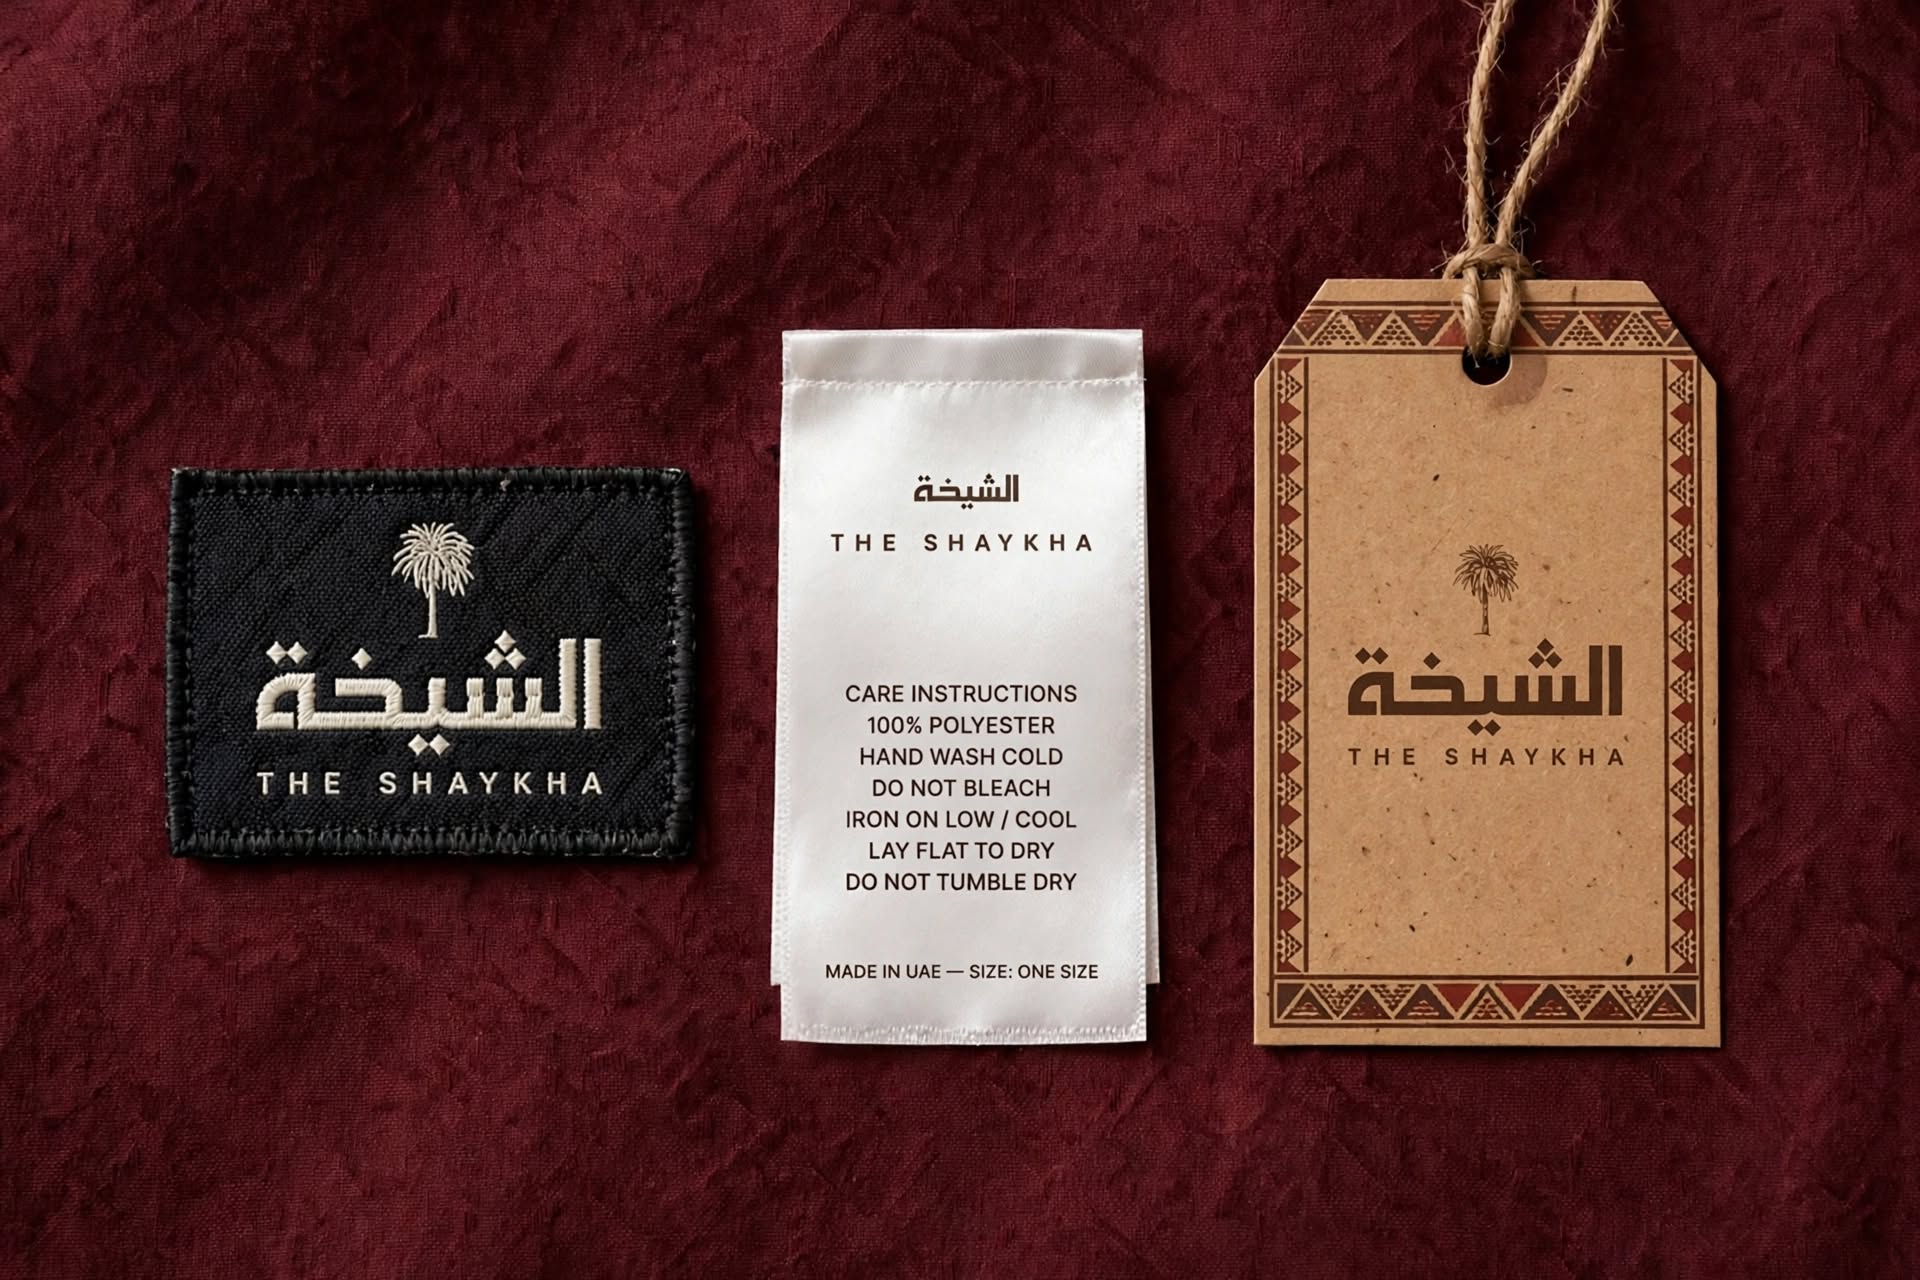 الشيخة
THE SHAYKHA
الشيخة
THE SHAYKHA
CARE INSTRUCTIONS
100% POLYESTER
HAND WASH COLD
DO NOT BLEACH
IRON ON LOW / COOL
LAY FLAT TO DRY
DO NOT TUMBLE DRY
MADE IN UAE — SIZE: ONE SIZE
الشيخة
THE SHAYKHA